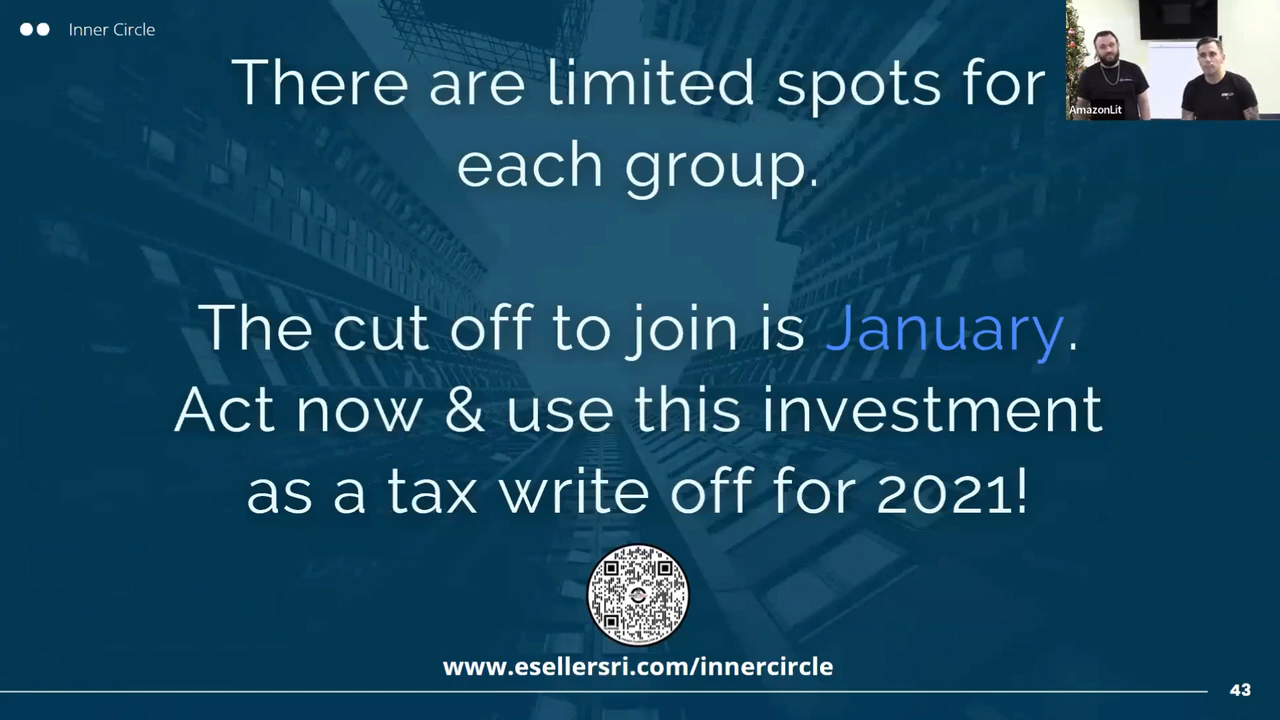 Inner Circle
There are limited spots for
each group.
AmazonLit
The cut off to join is January.
Act now & use this investment
as a tax write off for 2021!
www.esellersri.com/innercircle
43